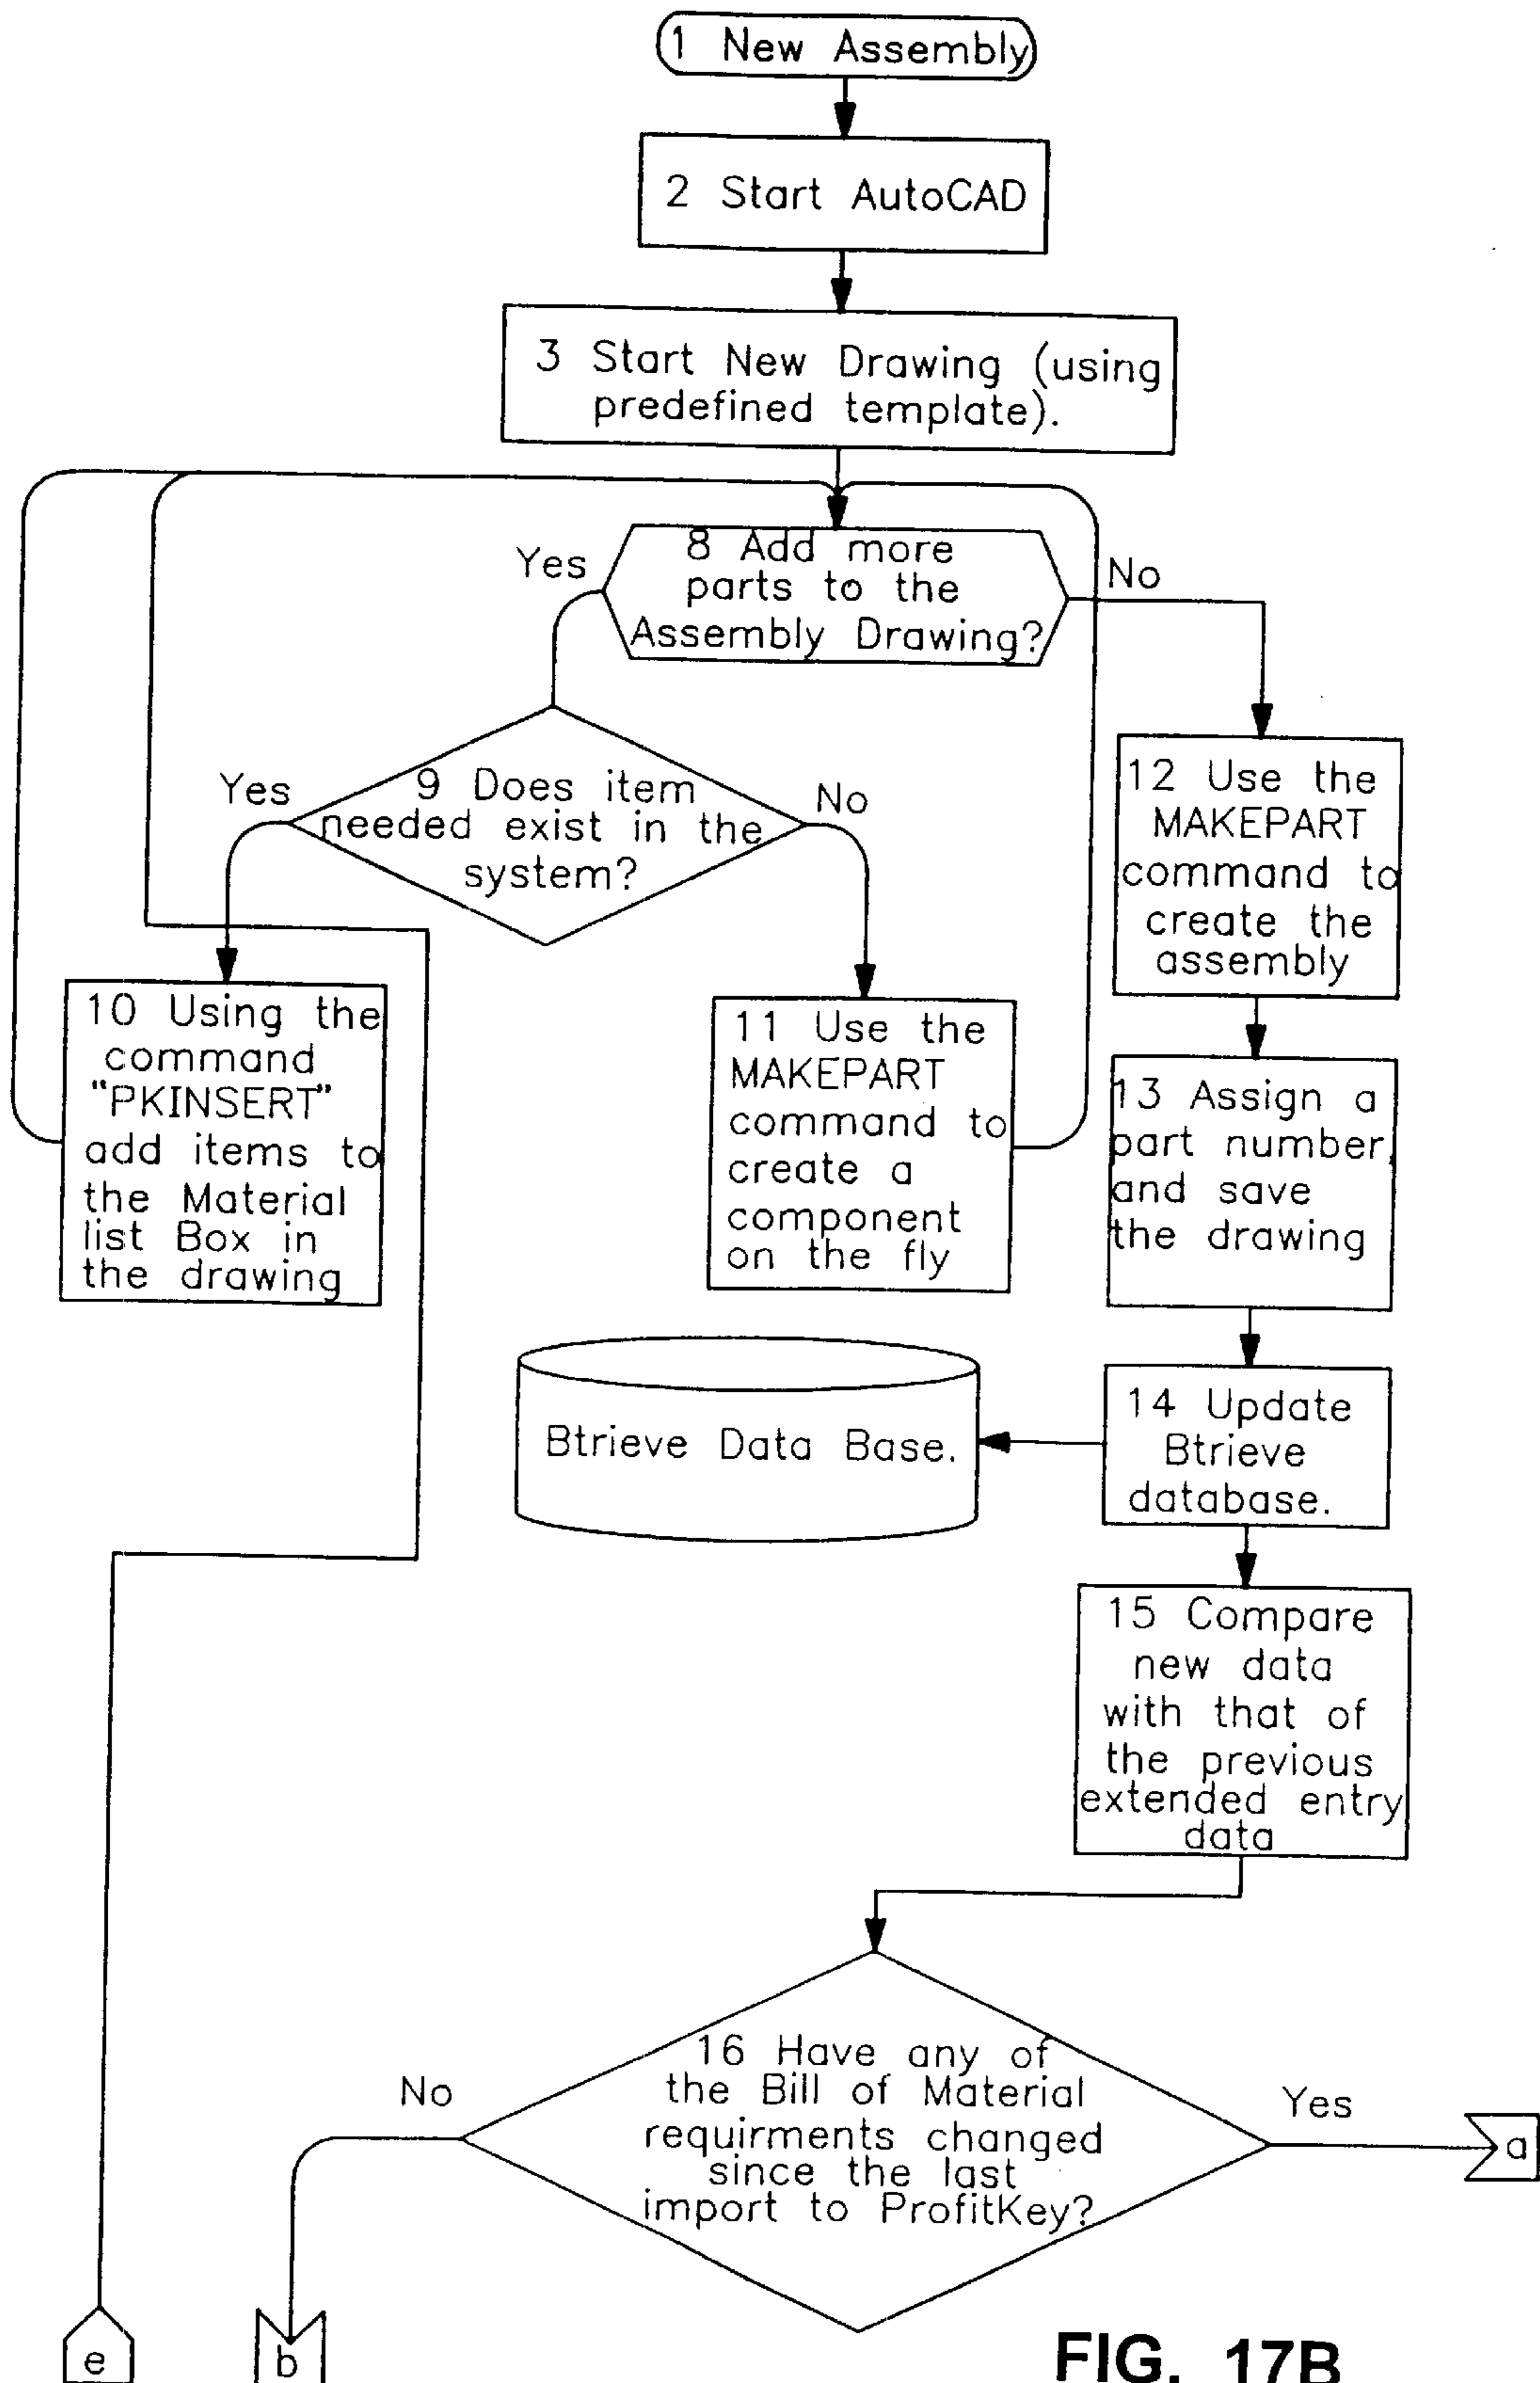 1 New Assembly
2 Start AutoCAD
3 Start New Drawing (using
predefined template).
Yes
8 Add more
parts to the
Assembly Drawing?
No
Yes
9 Does item
needed exist in the
system?
No
12 Use the
MAKEPART
command to
create the
assembly
10 Using the
command
"PKINSERT"
add items to
the Material
list Box in
the drawing
11 Use the
MAKEPART
command to
create a
component
on the fly
13 Assign a
part number,
and save
the drawing
Btrieve Data Base.
14 Update
Btrieve
database.
15 Compare
new data
with that of
the previous
extended entry
data
No
16 Have any of
the Bill of Material
requirments changed
since the last
import to ProfitKey?
Yes
a
e
b
FIG. 17B